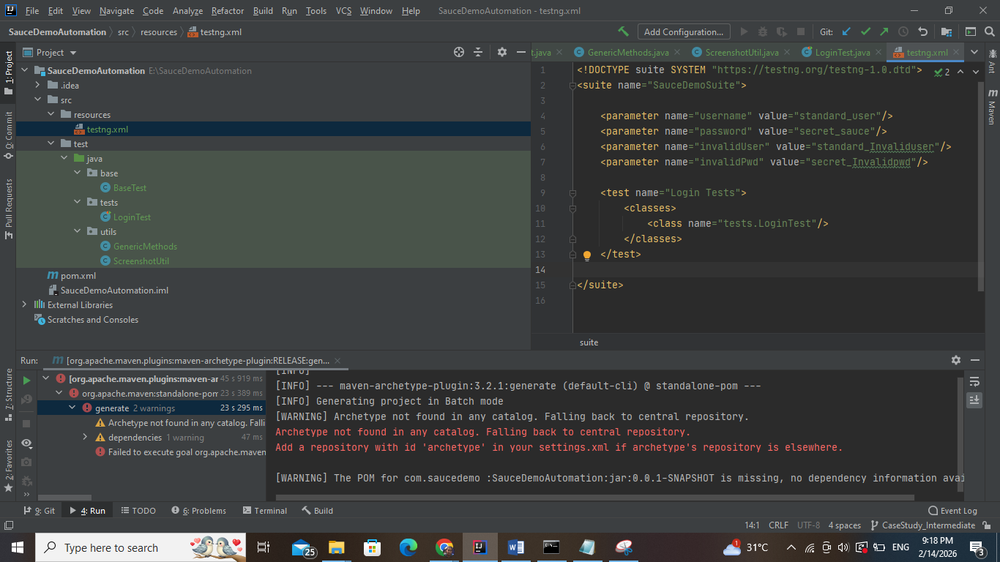 File Edit View Navigate Code Analyze Refactor Build Run Tools VCS Window Help SauceDemoAutomation - testng.xml
SauceDemoAutomation src resources testng.xml Add Configuration... Git:
Project
t.java GenericMethods.java ScreenshotUtil.java LoginTest.java testng.xml
SauceDemoAutomation E:\SauceDemoAutomation
.idea
src
resources
testng.xml
test
java
base
BaseTest
tests
LoginTest
utils
GenericMethods
ScreenshotUtil
pom.xml
SauceDemoAutomation.iml
External Libraries
Scratches and Consoles
1: Project
0: Commit
Pull Requests
7: Structure
2: Favorites
Ant
Maven
1 <!DOCTYPE suite SYSTEM "https://testng.org/testng-1.0.dtd"> 2
2 <suite name="SauceDemoSuite">
3
4 <parameter name="username" value="standard_user"/>
5 <parameter name="password" value="secret_sauce"/>
6 <parameter name="invalidUser" value="standard_Invaliduser"/>
7 <parameter name="invalidPwd" value="secret_Invalidpwd"/>
8
9 <test name="Login Tests">
10 <classes>
11 <class name="tests.LoginTest"/>
12 </classes>
13 </test>
14
15 </suite>
16
suite
Run: [org.apache.maven.plugins:maven-archetype-plugin:RELEASE:gen...
[org.apache.maven.plugins:maven-ar 45 s 919 ms
org.apache.maven:standalone-pom 23 s 389 ms
generate 2 warnings 23 s 295 ms
Archetype not found in any catalog. Falli
dependencies 1 warning 47 ms
Failed to execute goal org.apache.maven
[INFO]
[INFO] --- maven-archetype-plugin:3.2.1:generate (default-cli) @ standalone-pom ---
[INFO] Generating project in Batch mode
[WARNING] Archetype not found in any catalog. Falling back to central repository.
Archetype not found in any catalog. Falling back to central repository.
Add a repository with id 'archetype' in your settings.xml if archetype's repository is elsewhere.
[WARNING] The POM for com.saucedemo :SauceDemoAutomation:jar:0.0.1-SNAPSHOT is missing, no dependency information avai
9: Git 4: Run TODO 6: Problems Terminal Build Event Log
14:1 CRLF UTF-8 4 spaces CaseStudy_Intermediate
Type here to search 25 1 31°C ENG 9:18 PM
2/14/2026 3